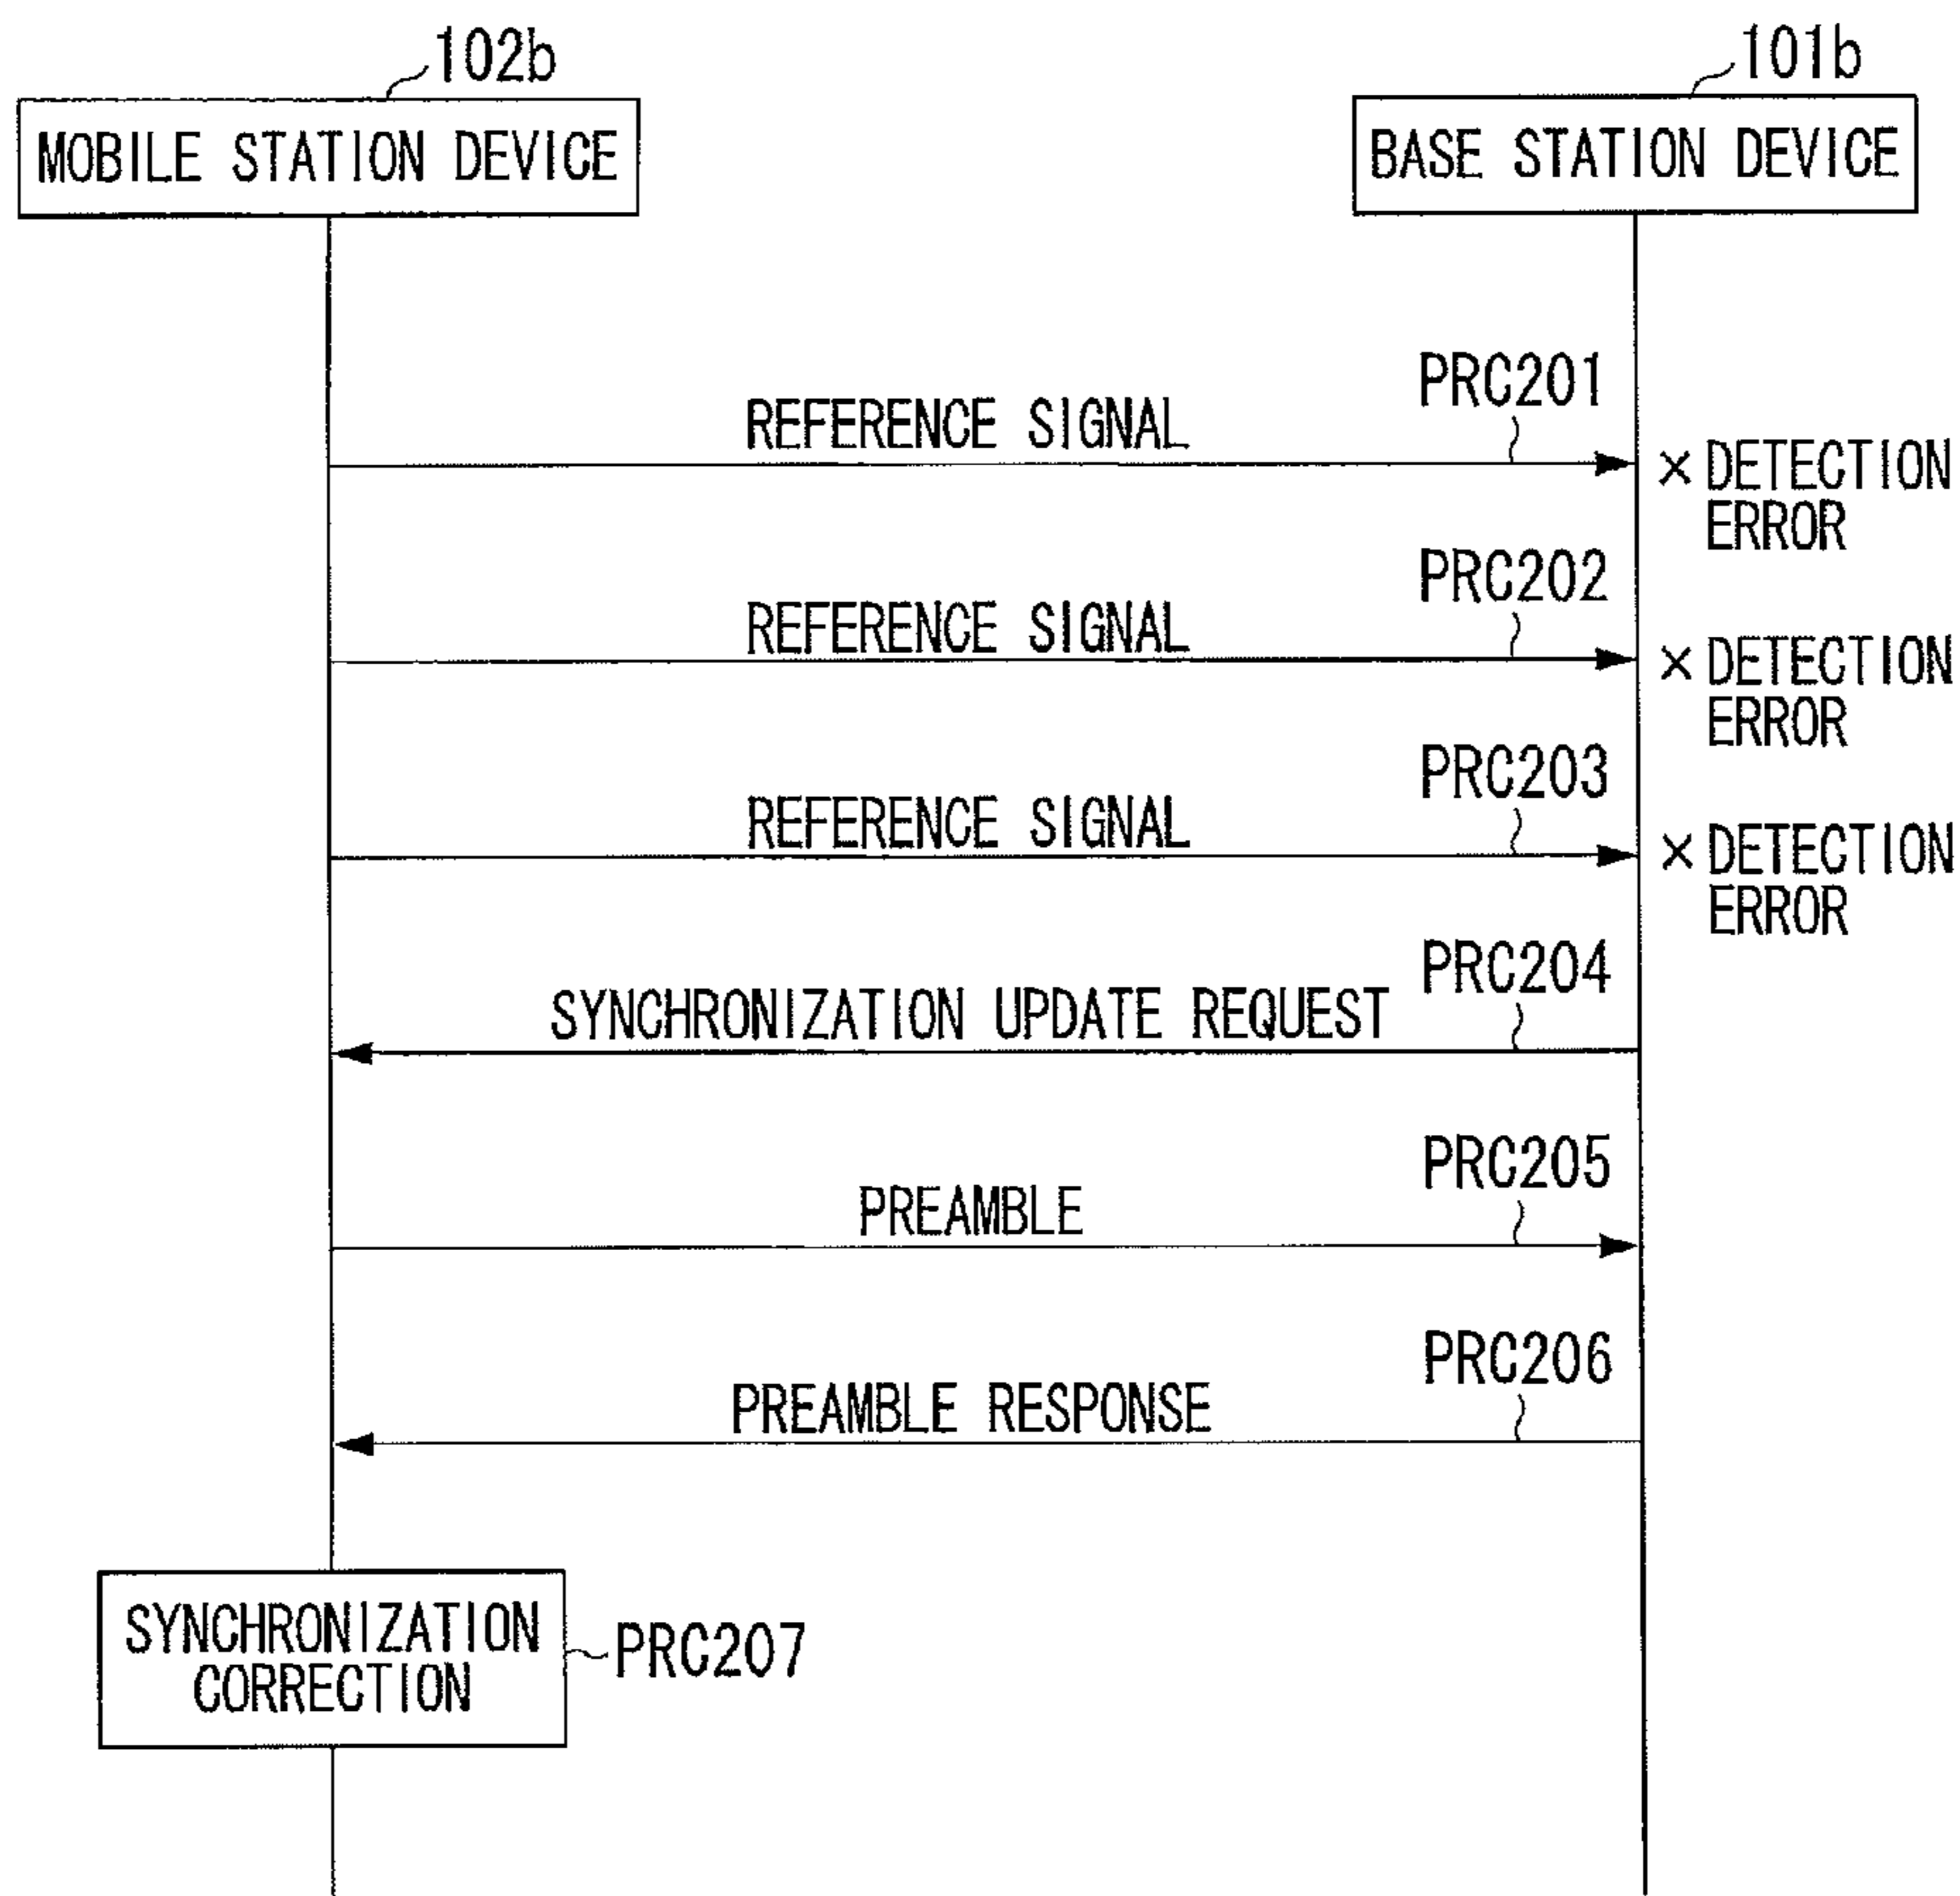 102b
101b
MOBILE STATION DEVICE
BASE STATION DEVICE
PRC201
REFERENCE SIGNAL
× DETECTION
ERROR
PRC202
REFERENCE SIGNAL
× DETECTION
ERROR
PRC203
REFERENCE SIGNAL
× DETECTION
ERROR
PRC204
SYNCHRONIZATION UPDATE REQUEST
PRC205
PREAMBLE
PRC206
PREAMBLE RESPONSE
SYNCHRONIZATION
CORRECTION
PRC207